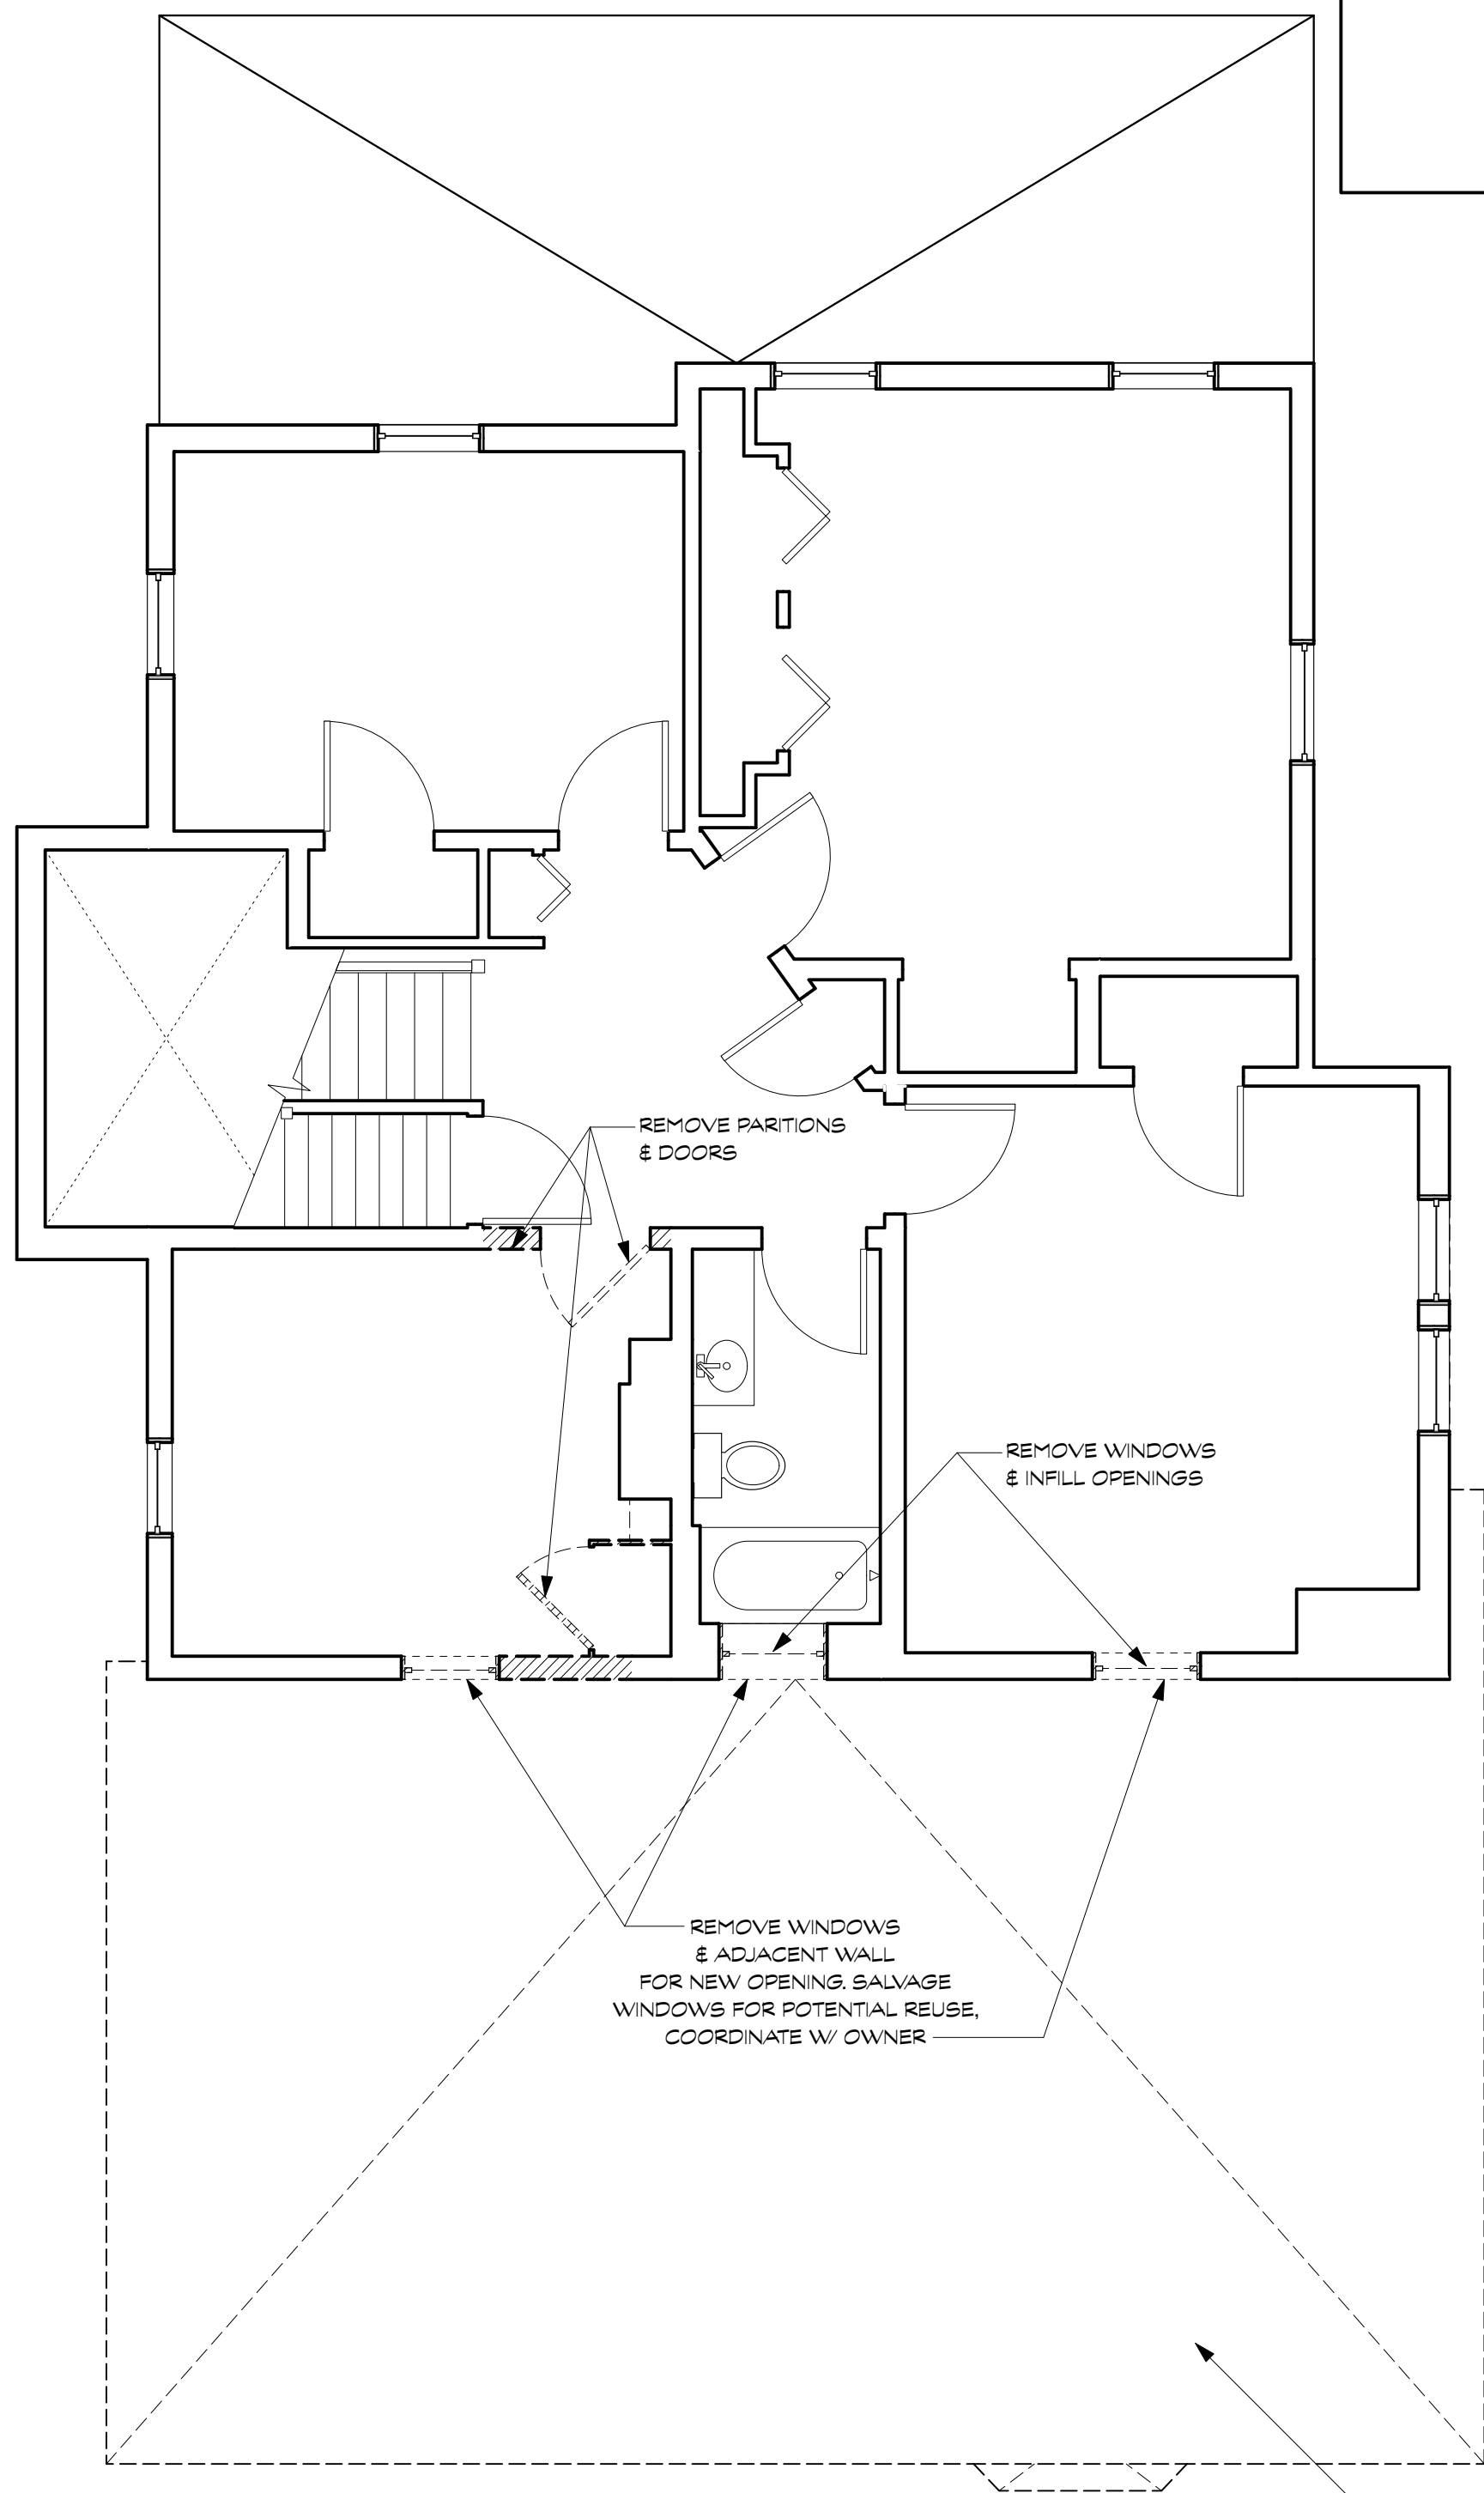 REMOVE PARITIONS
& DOORS
REMOVE WINDOWS
& INFILL OPENINGS
REMOVE WINDOWS
& ADJACENT WALL
FOR NEW OPENING. SALVAGE
WINDOWS FOR POTENTIAL REUSE,
COORDINATE W/ OWNER